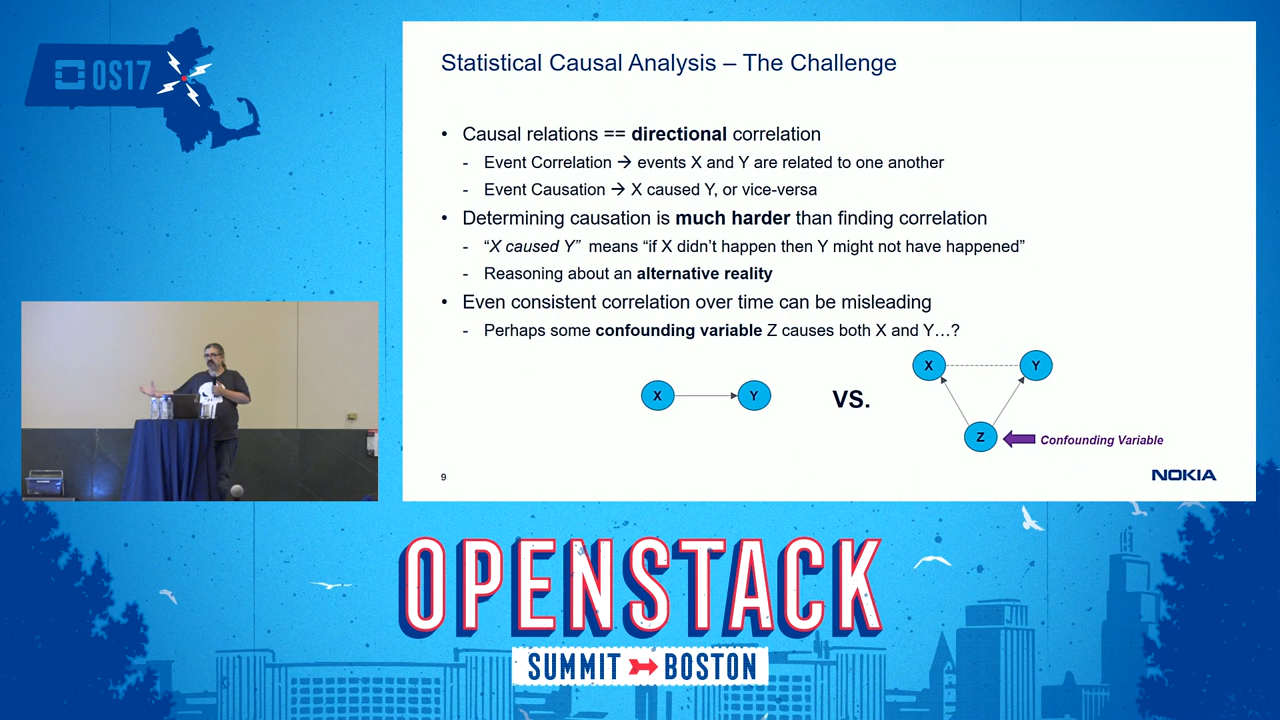 OS17
Statistical Causal Analysis – The Challenge
• Causal relations == directional correlation
- Event Correlation → events X and Y are related to one another
- Event Causation → X caused Y, or vice-versa
• Determining causation is much harder than finding correlation
- “X caused Y” means “if X didn’t happen then Y might not have happened”
- Reasoning about an alternative reality
• Even consistent correlation over time can be misleading
- Perhaps some confounding variable Z causes both X and Y…?
X Y
VS.
X Y
Z
Confounding Variable
9
NOKIA
OPENSTACK
SUMMIT BOSTON